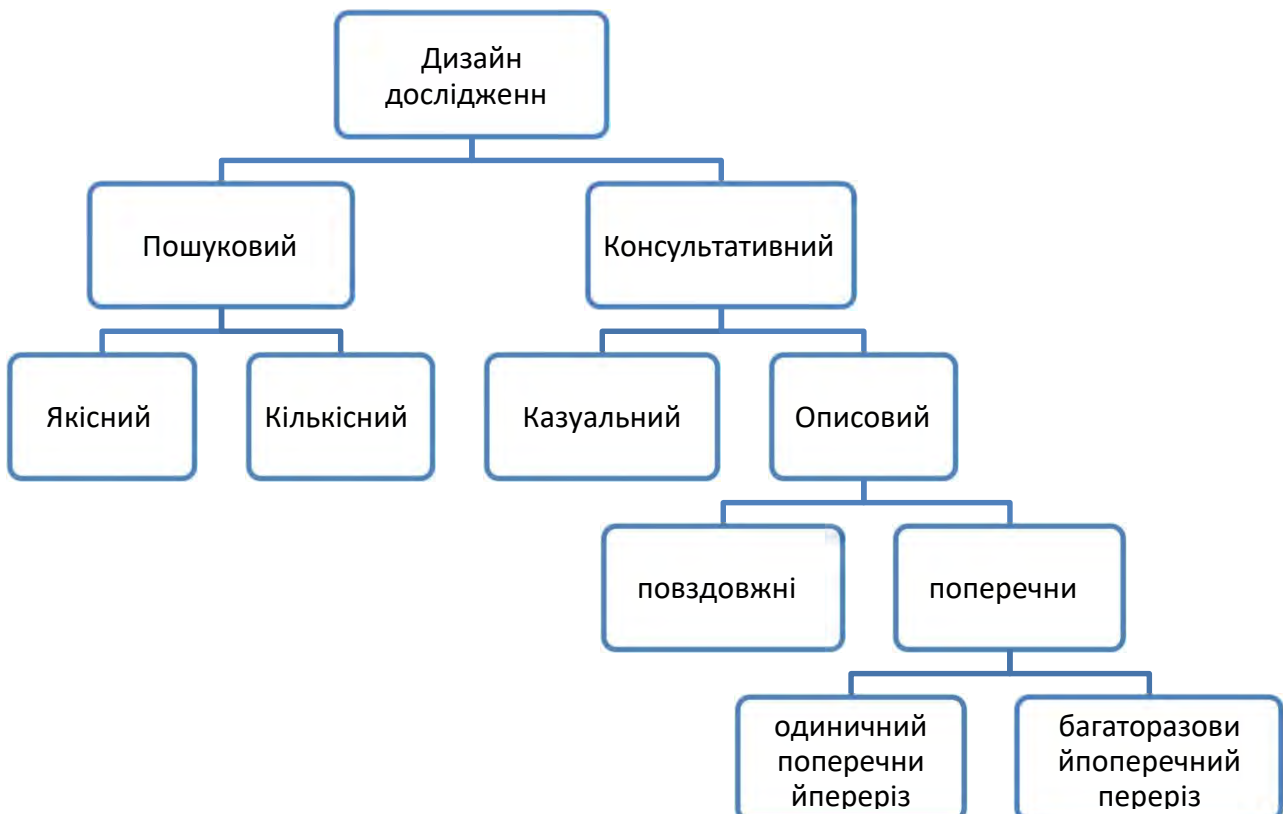 Дизайн
дослідженн
Пошуковий
Консультативний
Якісний
Кількісний
Казуальний
Описовий
повздовжні
поперечни
одиничний
поперечни
йпереріз
багаторазови
йпоперечний
переріз